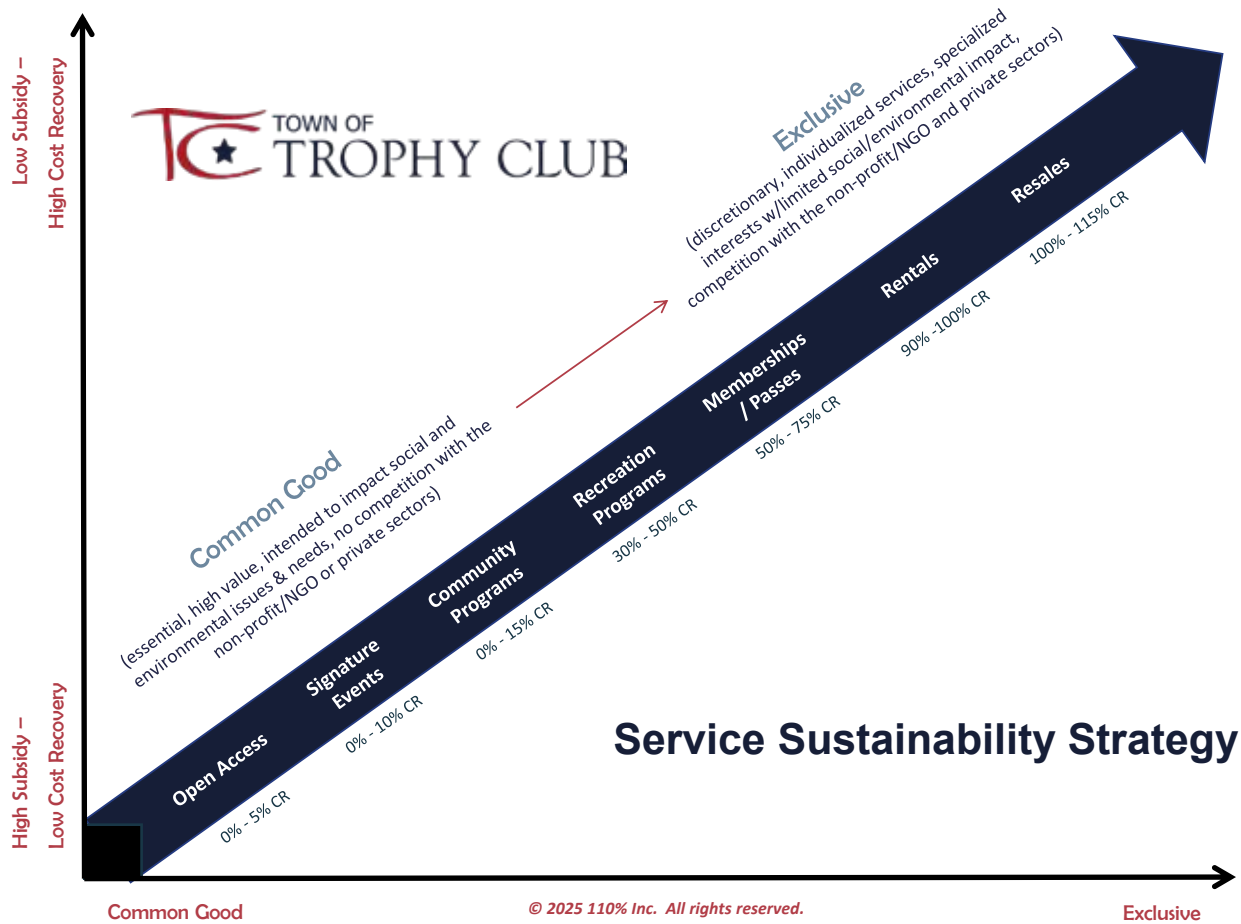 Low Subsidy –
High Cost Recovery
TOWN OF
TROPHY CLUB
Exclusive
(discretionary, individualized services, specialized
interests w/limited social/environmental impact,
competition with the non-profit/NGO and private sectors)
Common Good
(essential, high value, intended to impact social and
environmental issues & needs, no competition with the
non-profit/NGO or private sectors)
Open Access
0% - 5% CR
Signature
Events
0% - 10% CR
Community
Programs
0% - 15% CR
Recreation
Programs
30% - 50% CR
Memberships
/ Passes
50% - 75% CR
Rentals
90% -100% CR
Resales
100% - 115% CR
Service Sustainability Strategy
High Subsidy –
Low Cost Recovery
Common Good
© 2025 110% Inc.  All rights reserved.
Exclusive